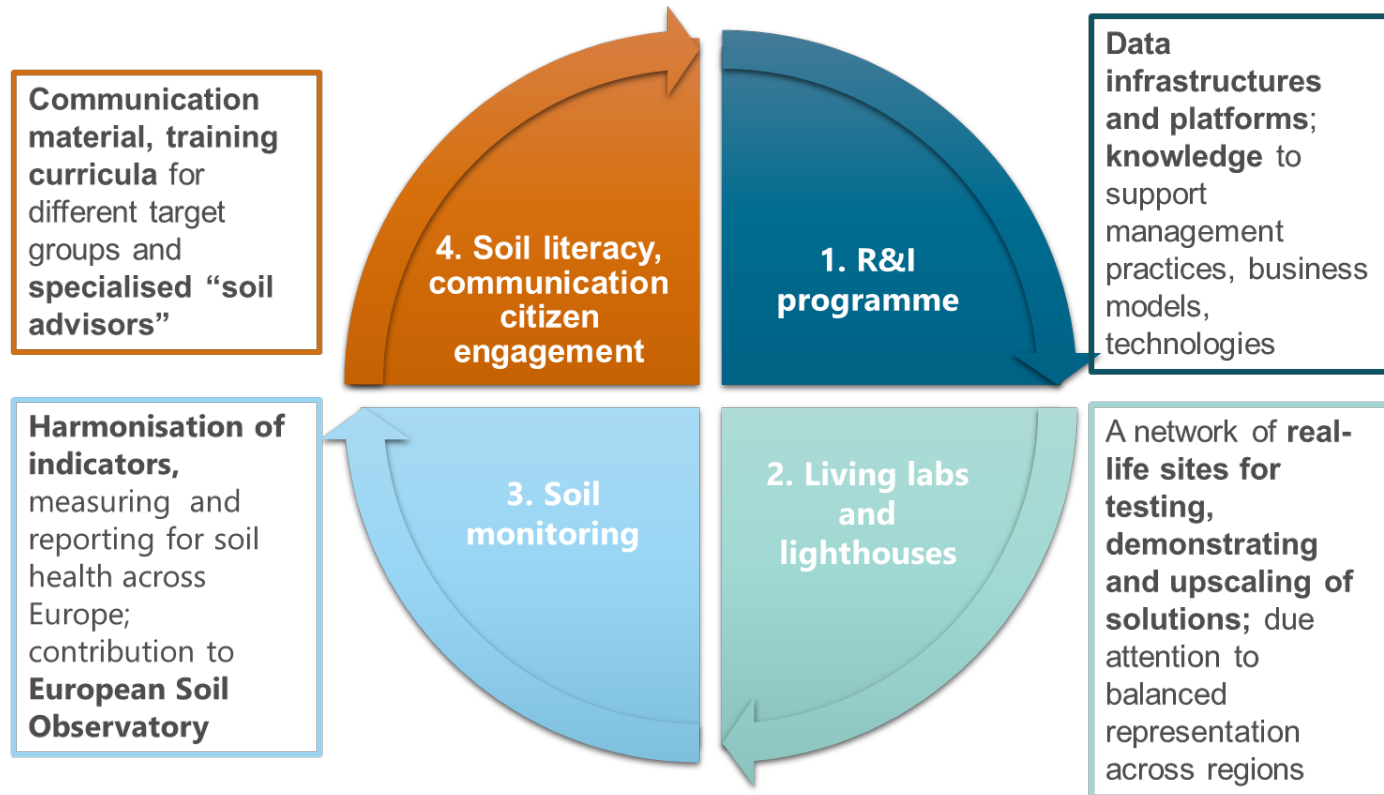 Communication
material, training
curricula for
different target
groups and
specialised “soil
advisors”
4. Soil literacy,
communication
citizen
engagement
1. R&I
programme
Data
infrastructures
and platforms;
knowledge to
support
management
practices, business
models,
technologies
Harmonisation of
indicators,
measuring and
reporting for soil
health across
Europe;
contribution to
European Soil
Observatory
3. Soil
monitoring
2. Living labs
and
lighthouses
A network of real-
life sites for
testing,
demonstrating
and upscaling of
solutions; due
attention to
balanced
representation
across regions